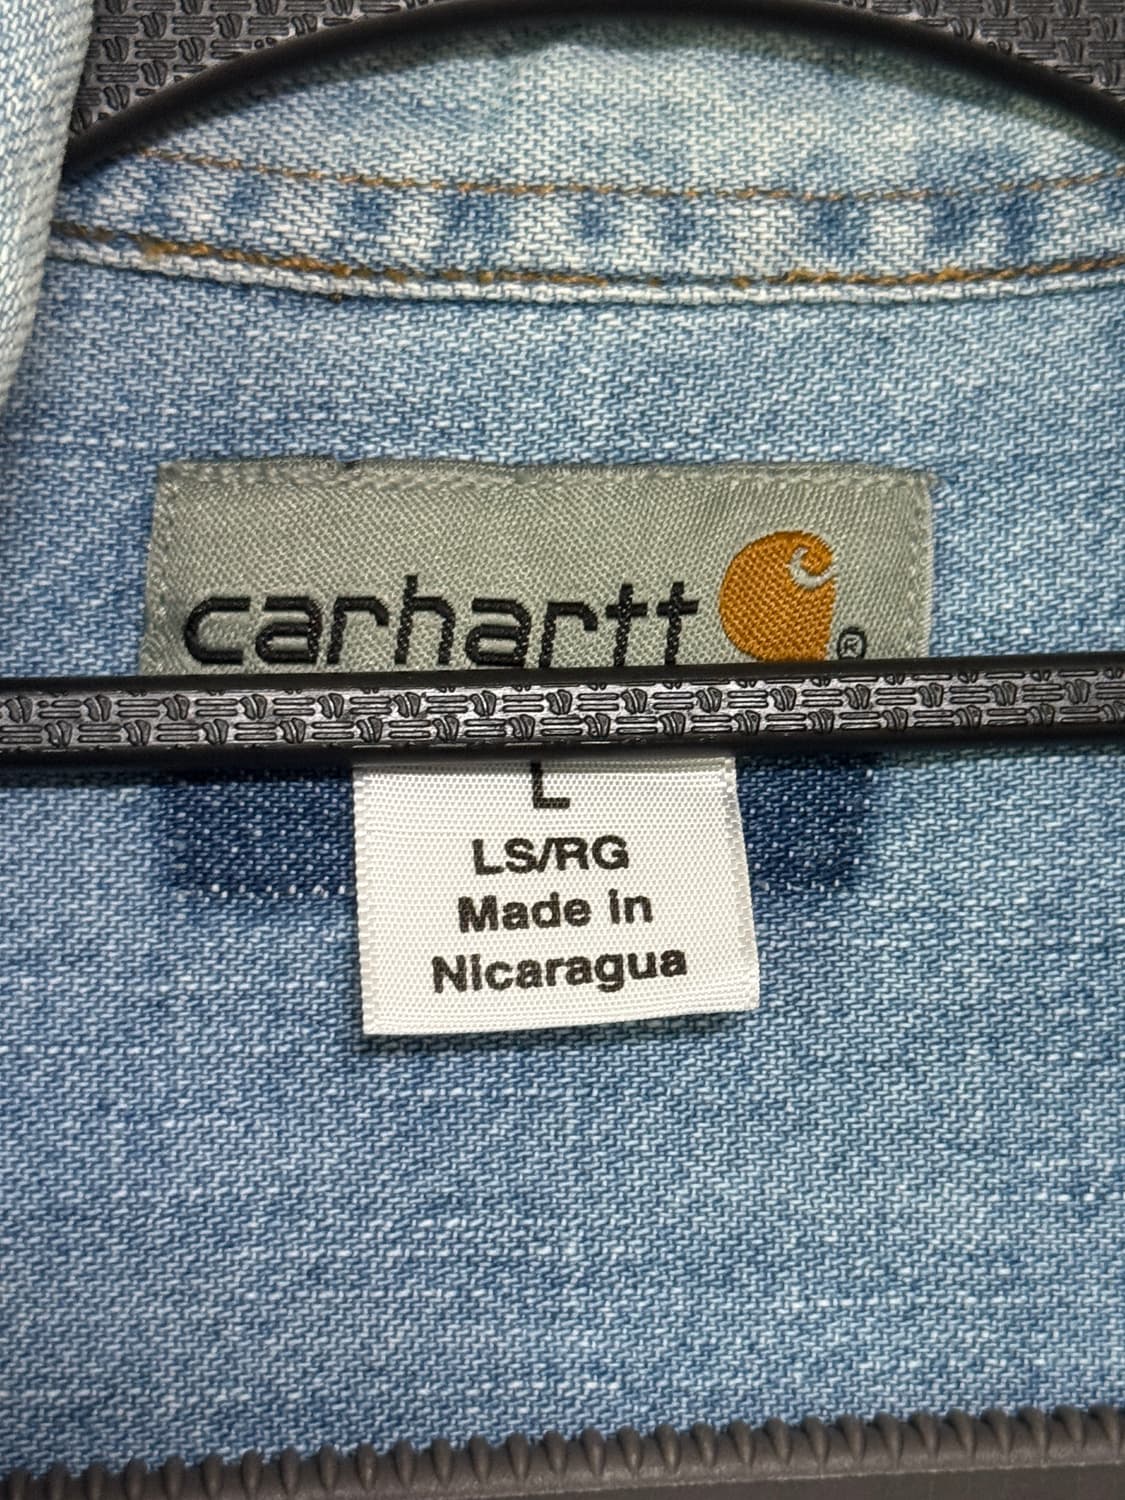 carhartt ®
L
LS/RG
Made in
Nicaragua